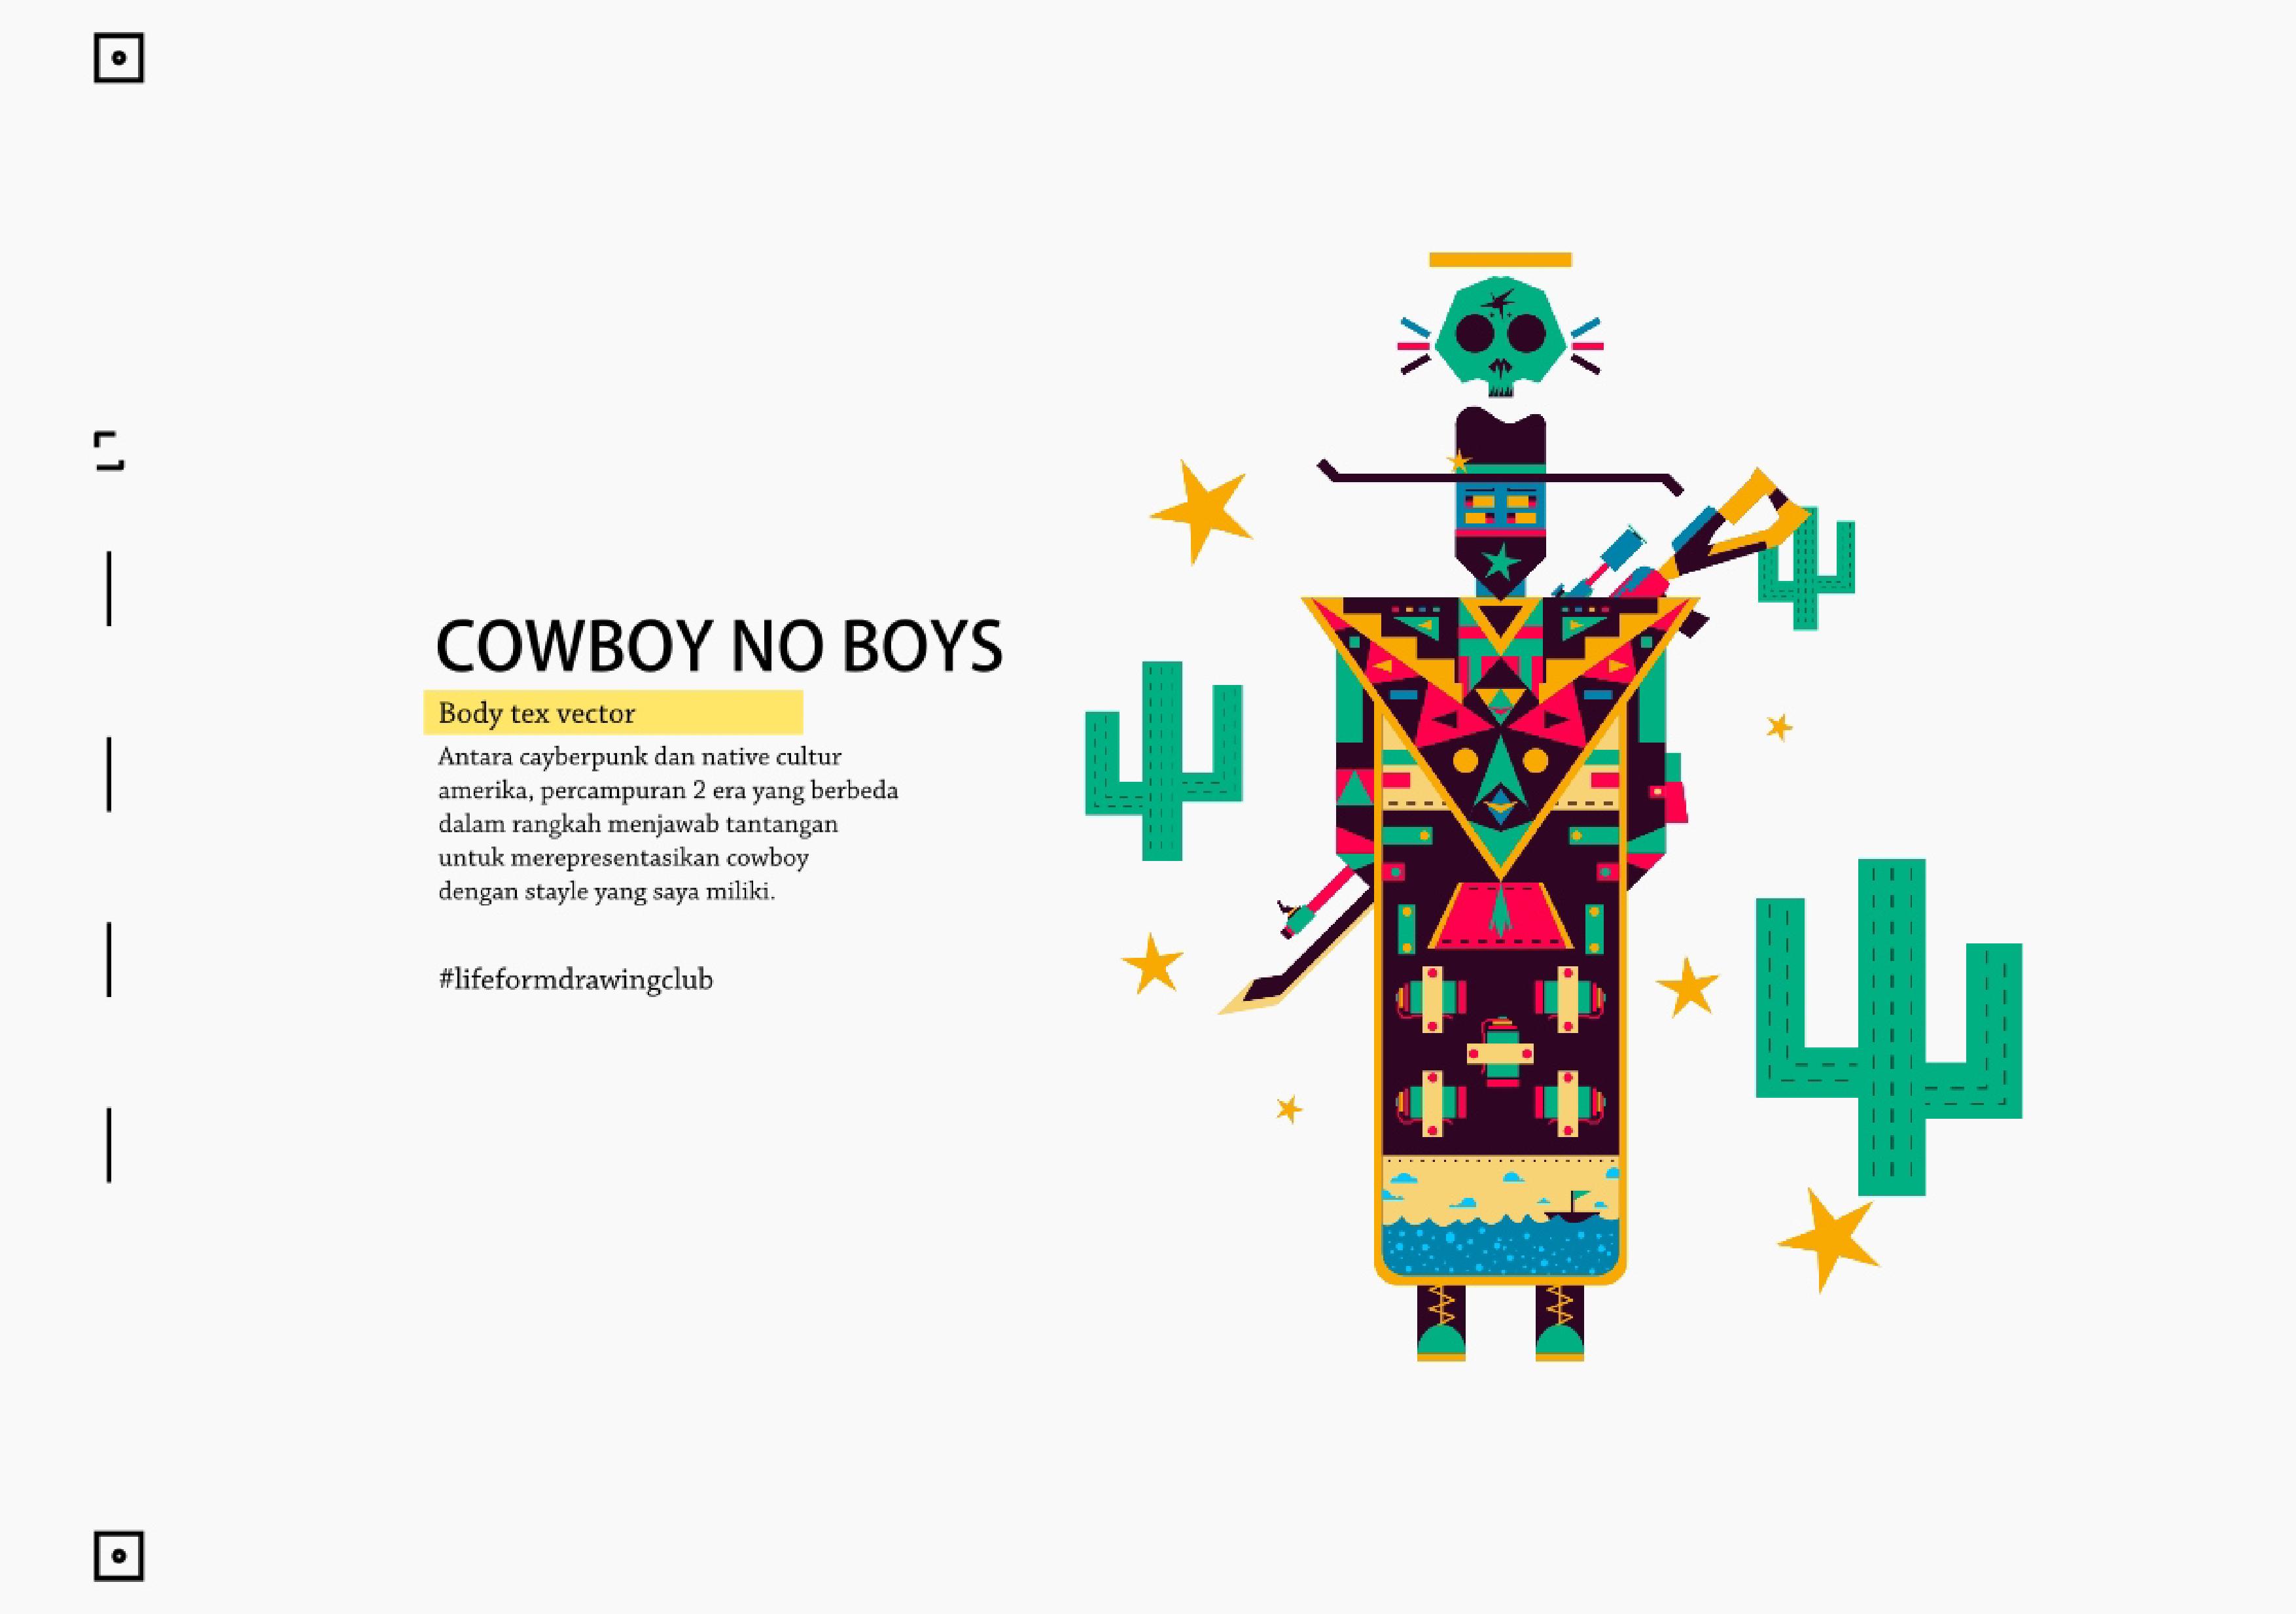 COWBOY NO BOYS
Body tex vector
Antara cayberpunk dan native cultur
amerika, percampuran 2 era yang berbeda
dalam rangkah menjawab tantangan
untuk merepresentasikan cowboy
dengan stayle yang saya miliki.
#lifeformdrawingclub